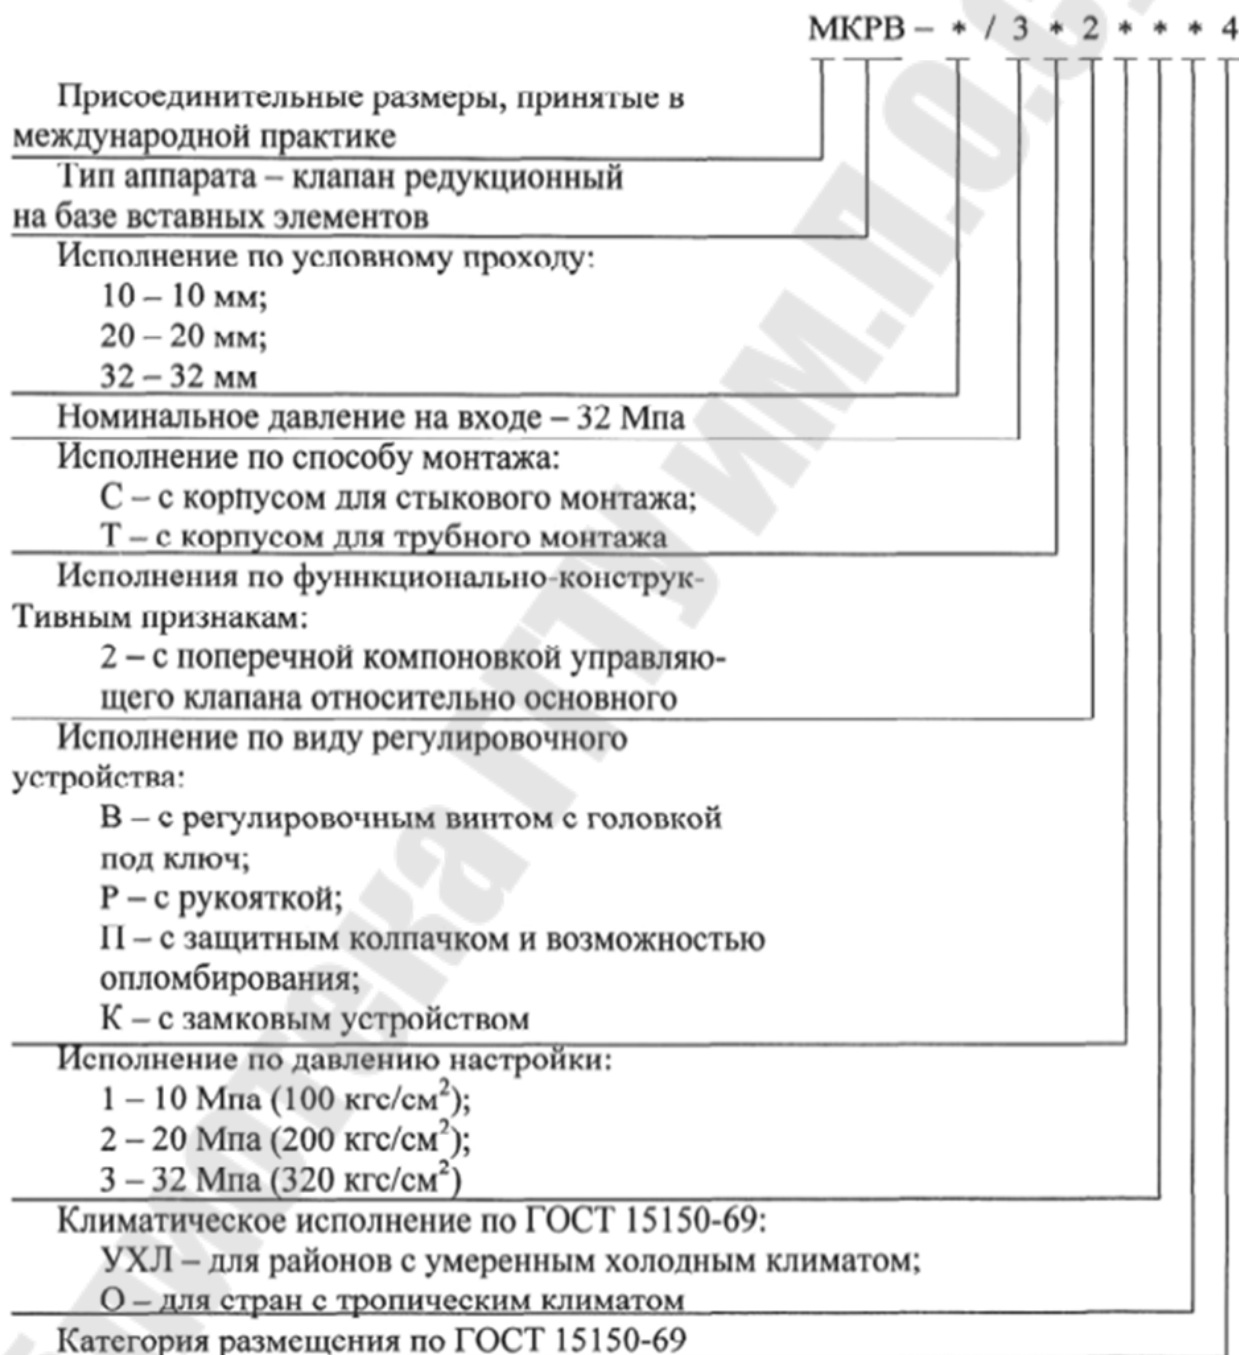 МКРВ – * / 3 * 2 * * * 4
Присоединительные размеры, принятые в
международной практике
Тип аппарата – клапан редукционный
на базе вставных элементов
Исполнение по условному проходу:
10 – 10 мм;
20 – 20 мм;
32 – 32 мм
Номинальное давление на входе – 32 Мпа
Исполнение по способу монтажа:
С – с корпусом для стыкового монтажа;
Т – с корпусом для трубного монтажа
Исполнения по фуннкционально-конструк-
Тивным признакам:
2 – с поперечной компоновкой управляю-
щего клапана относительно основного
Исполнение по виду регулировочного
устройства:
В – с регулировочным винтом с головкой
под ключ;
Р – с рукояткой;
П – с защитным колпачком и возможностью
опломбирования;
К – с замковым устройством
Исполнение по давлению настройки:
1 – 10 Мпа (100 кгс/см²);
2 – 20 Мпа (200 кгс/см²);
3 – 32 Мпа (320 кгс/см²)
Климатическое исполнение по ГОСТ 15150-69:
УХЛ – для районов с умеренным холодным климатом;
О – для стран с тропическим климатом
Категория размещения по ГОСТ 15150-69